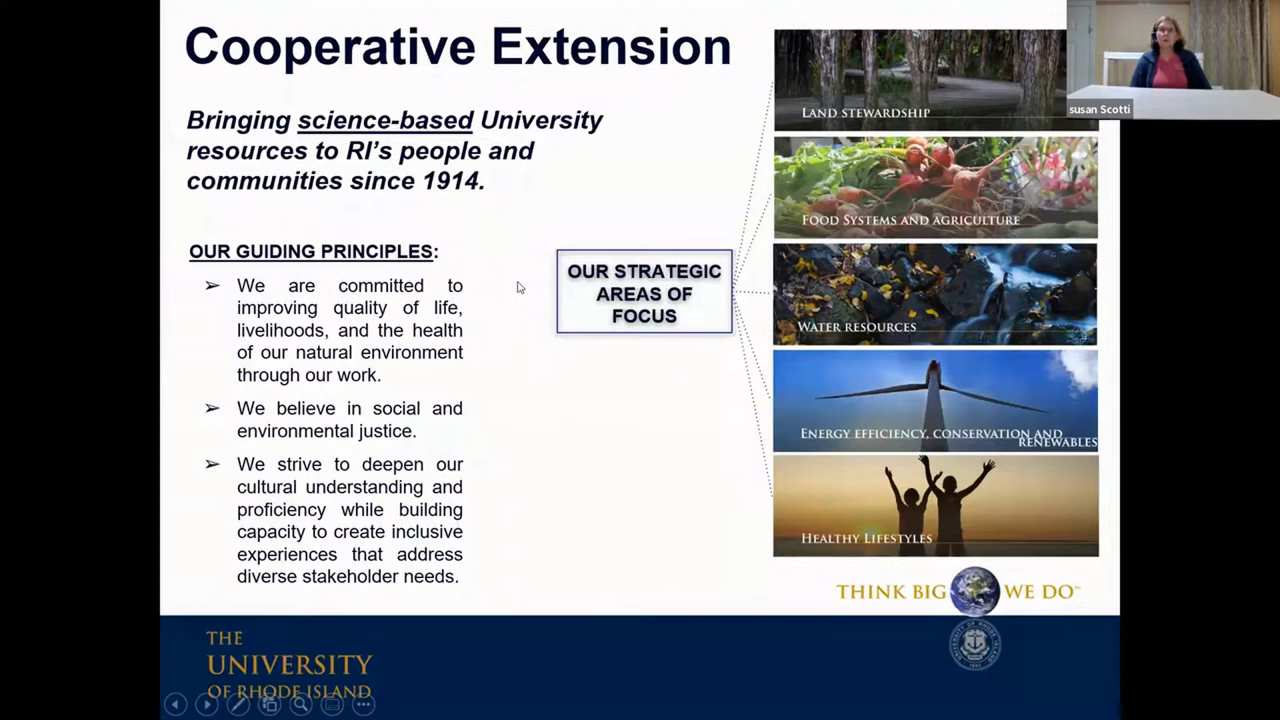 Cooperative Extension
Bringing science-based University
resources to RI's people and
communities since 1914.
OUR GUIDING PRINCIPLES:
➢ We are committed to
improving quality of life,
livelihoods, and the health
of our natural environment
through our work.
➢ We believe in social and
environmental justice.
➢ We strive to deepen our
cultural understanding and
proficiency while building
capacity to create inclusive
experiences that address
diverse stakeholder needs.
OUR STRATEGIC
AREAS OF
FOCUS
LAND STEWARDSHIP
FOOD SYSTEMS AND AGRICULTURE
WATER RESOURCES
ENERGY EFFICIENCY, CONSERVATION AND
RENEWABLES
HEALTHY LIFESTYLES
susan Scotti
THINK BIG WE DO™
THE
UNIVERSITY
OF RHODE ISLAND